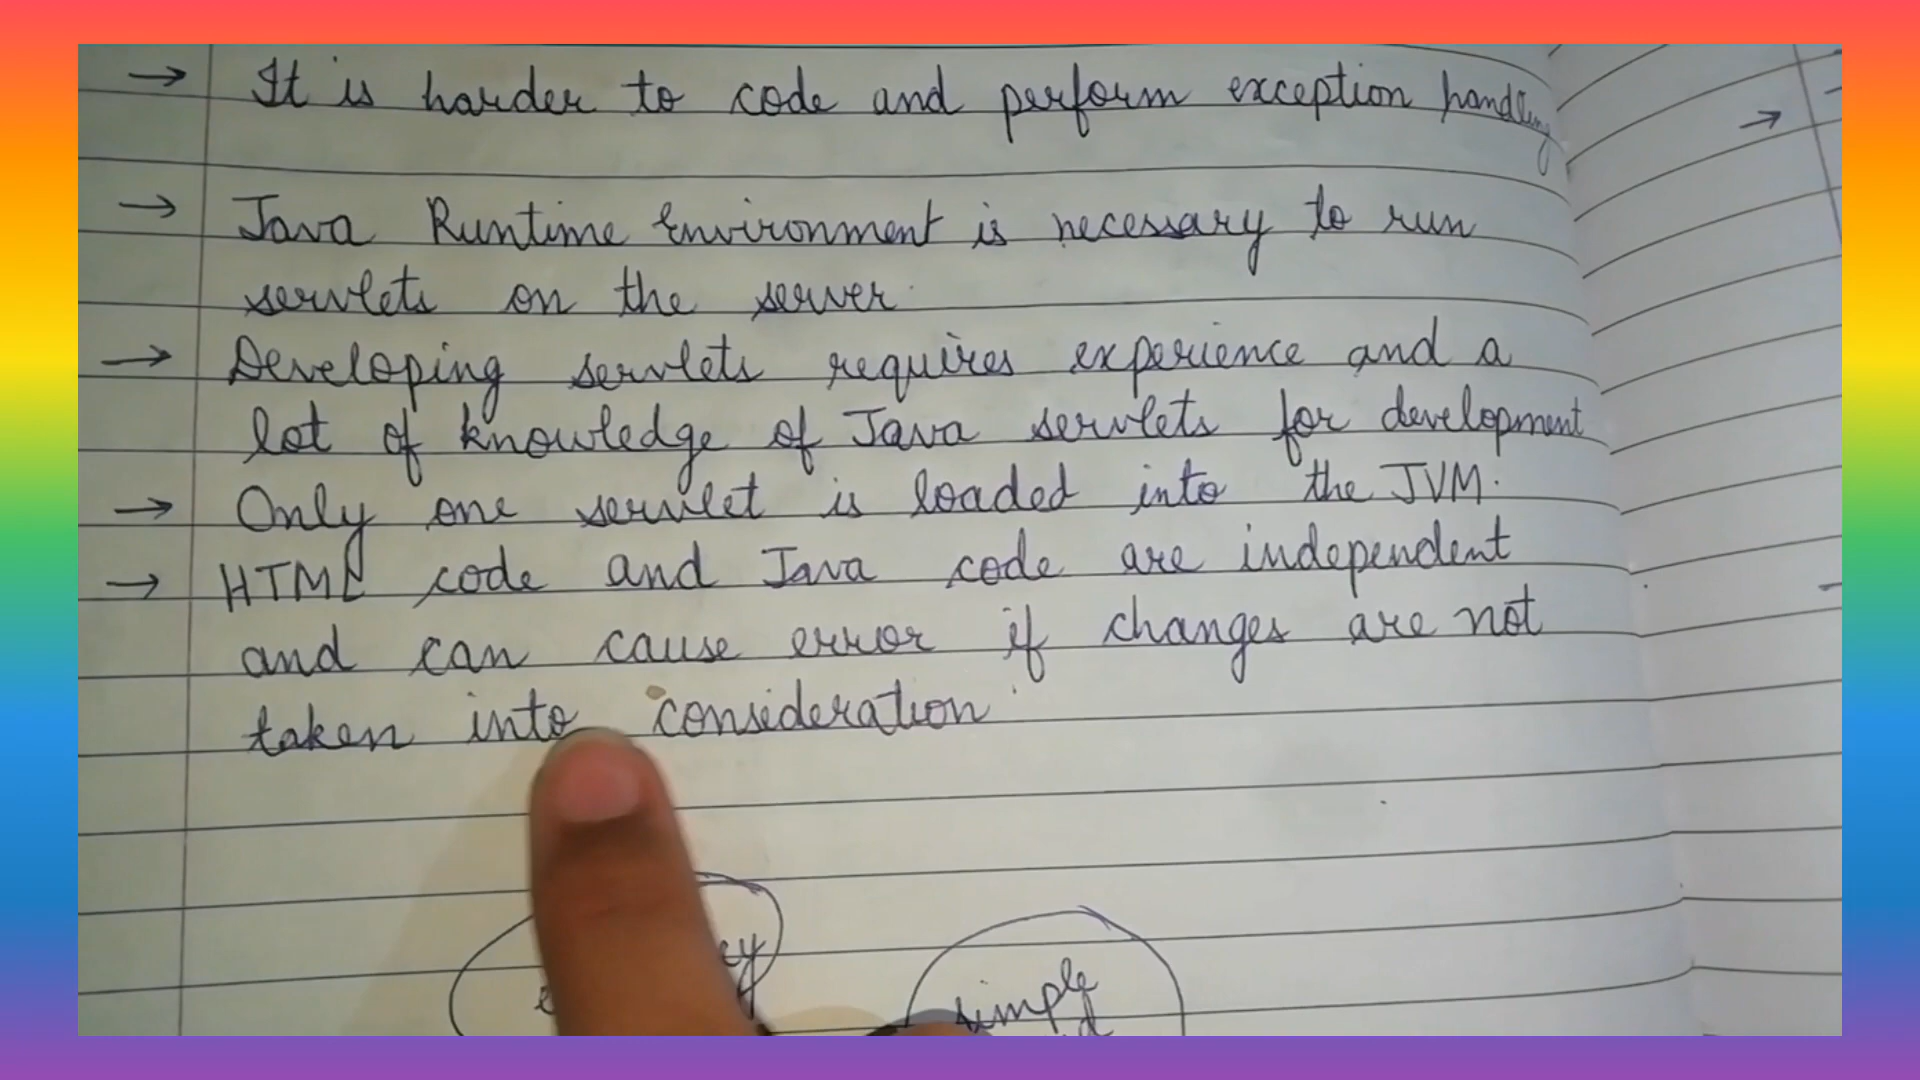 → It is harder to code and perform exception handling
→ Java Runtime Environment is necessary to run
servlets on the server.
→ Developing servlets requires experience and a
lot of knowledge of Java servlets for development
→ Only one servlet is loaded into the JVM.
→ HTML code and Java code are independent
and can cause error if changes are not
taken into consideration.
simple
→